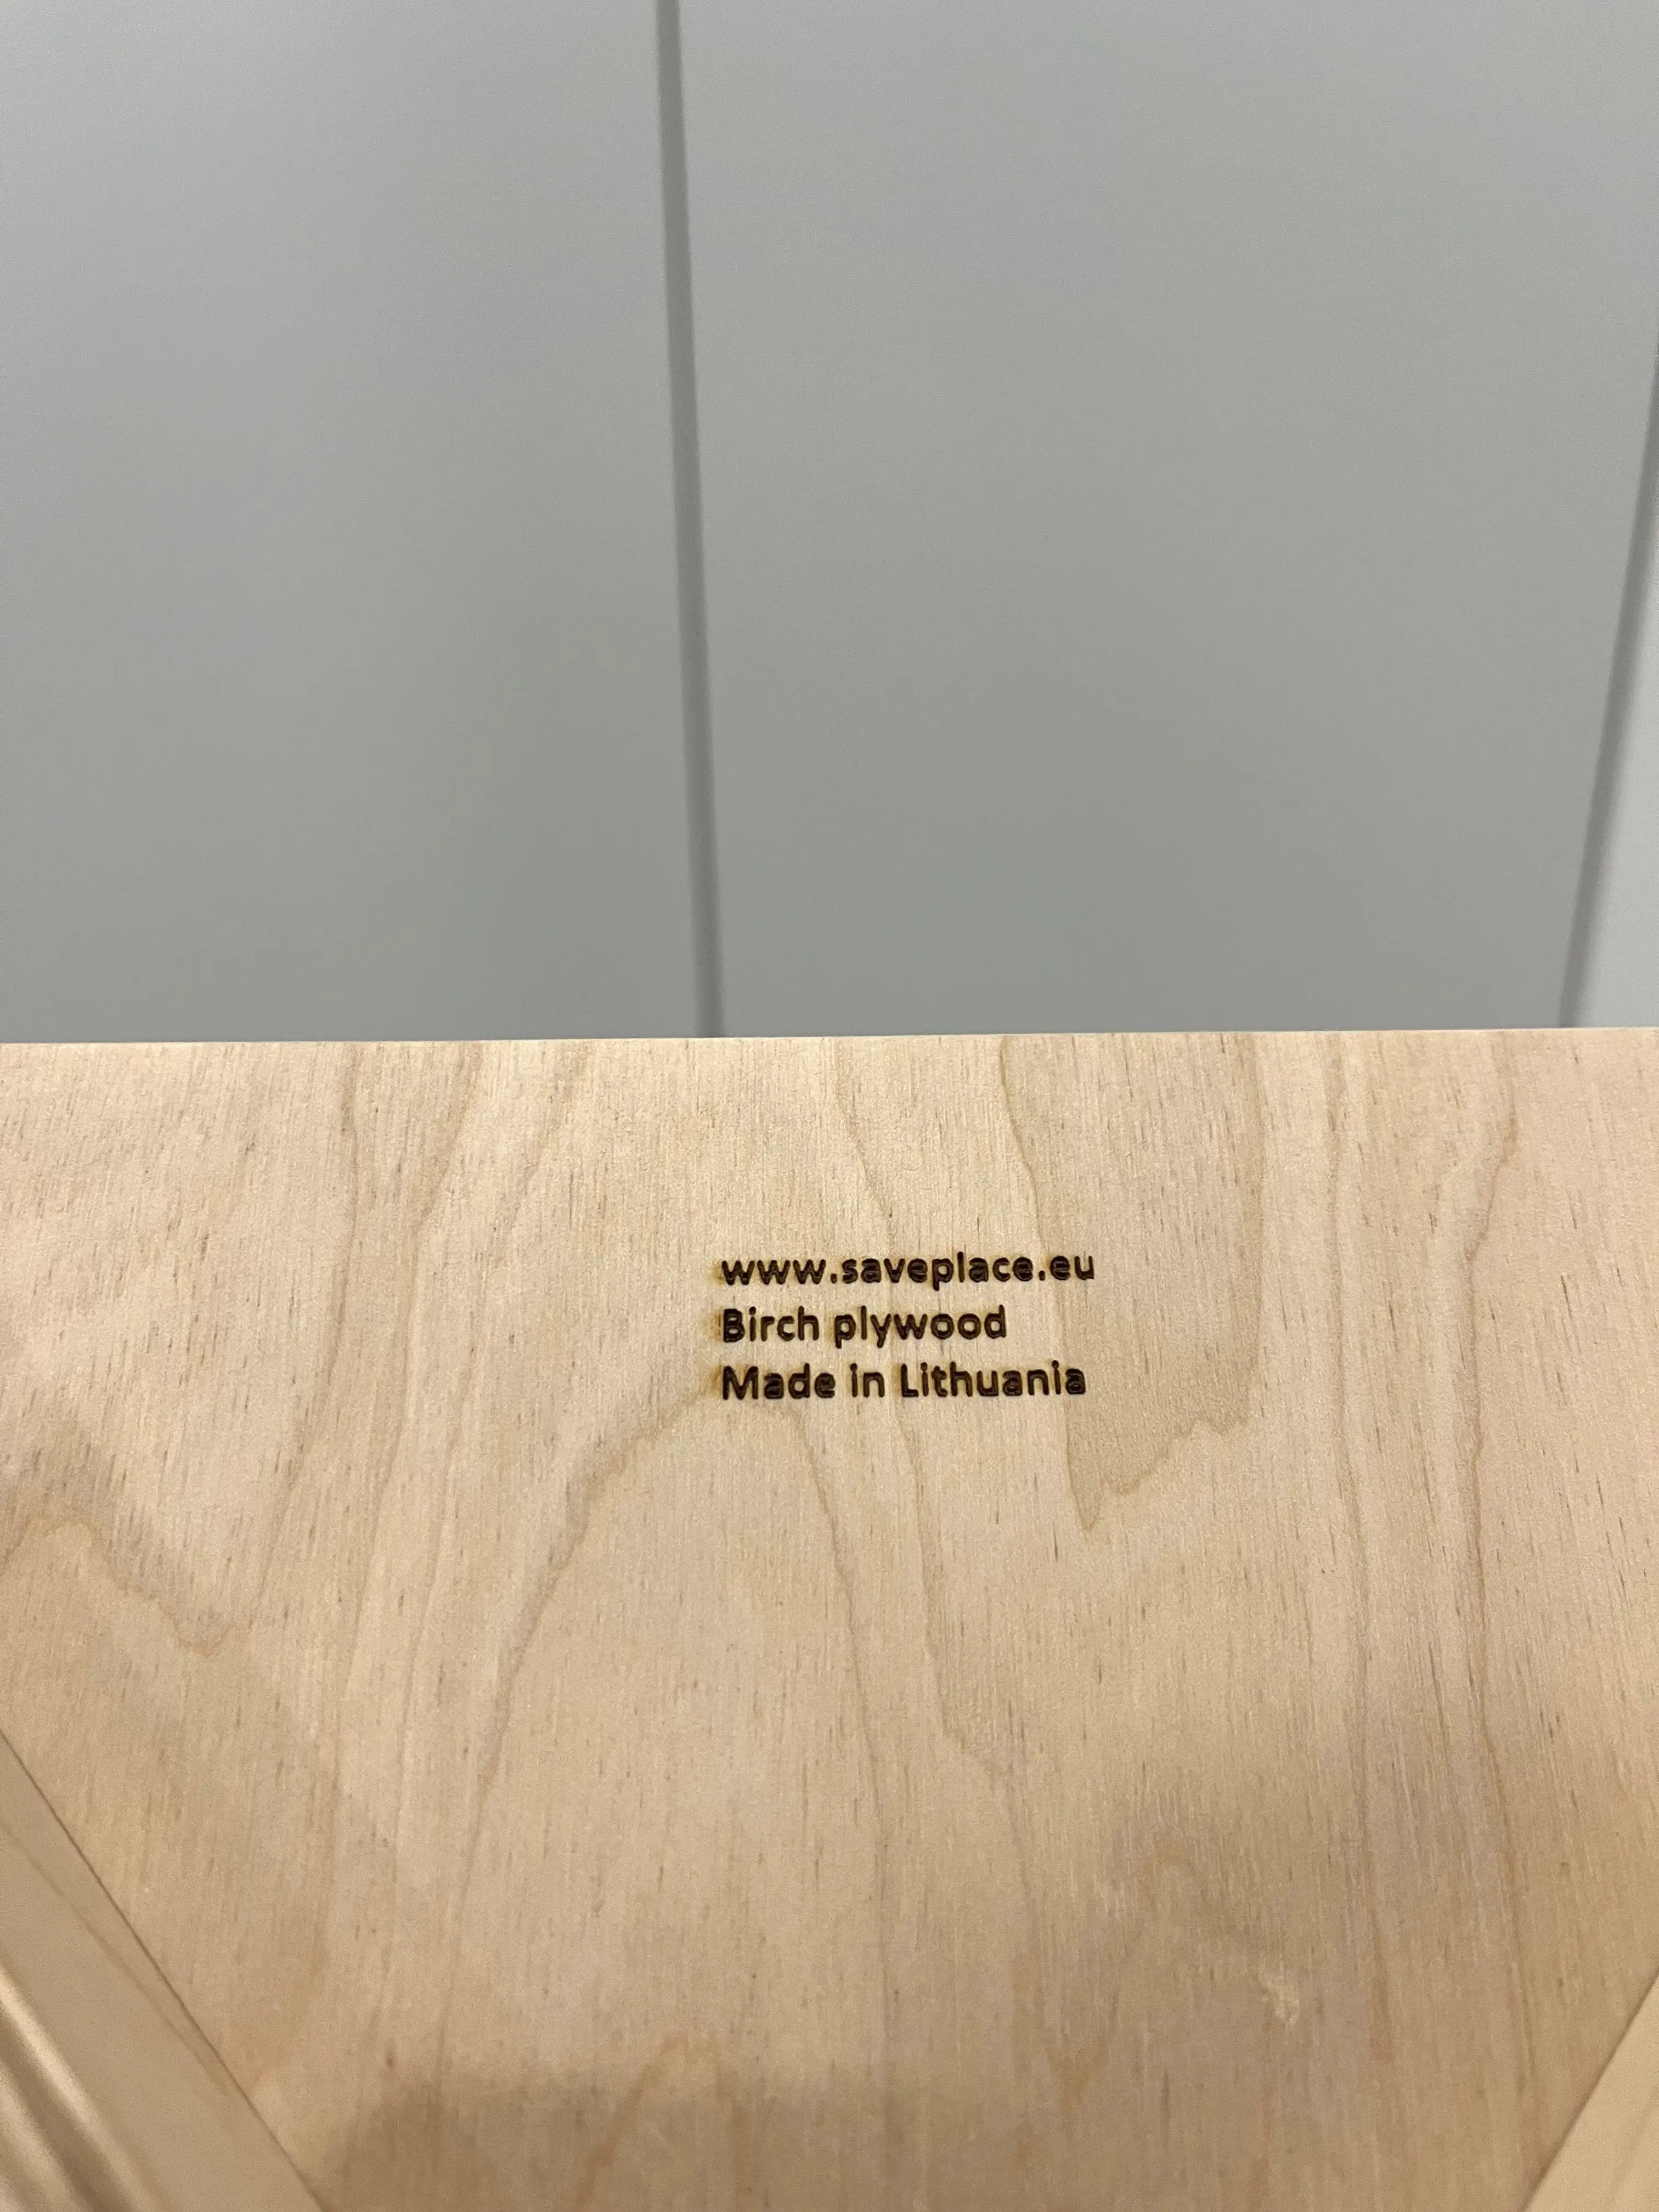 www.saveplace.eu
Birch plywood
Made in Lithuania